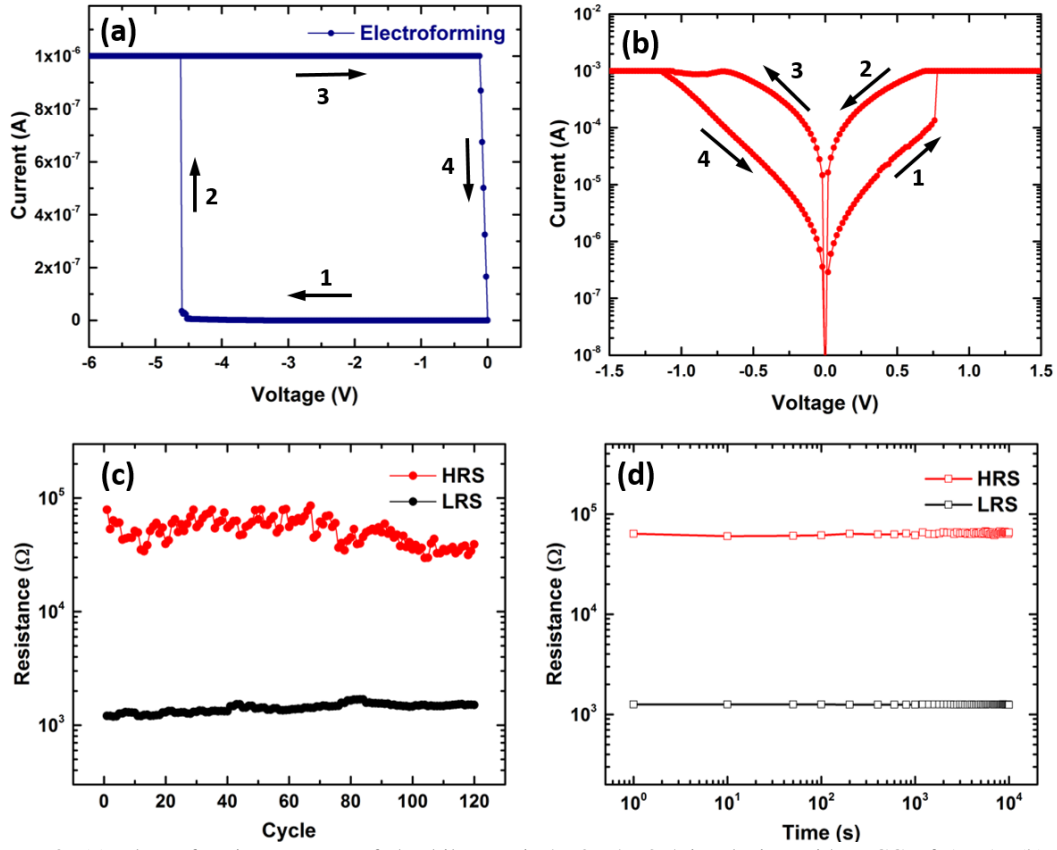 (a)
Electroforming
1x10⁻⁶
8x10⁻⁷
6x10⁻⁷
4x10⁻⁷
2x10⁻⁷
0
Current (A)
3
4
2
1
-6 -5 -4 -3 -2 -1 0
Voltage (V)
(b)
10⁻²
10⁻³
10⁻⁴
10⁻⁵
10⁻⁶
10⁻⁷
10⁻⁸
Current (A)
3
2
4
1
-1.5 -1.0 -0.5 0.0 0.5 1.0 1.5
Voltage (V)
(c)
HRS
LRS
10⁵
10⁴
10³
Resistance (Ω)
0 20 40 60 80 100 120
Cycle
(d)
HRS
LRS
10⁵
10⁴
10³
Resistance (Ω)
10⁰ 10¹ 10² 10³ 10⁴
Time (s)